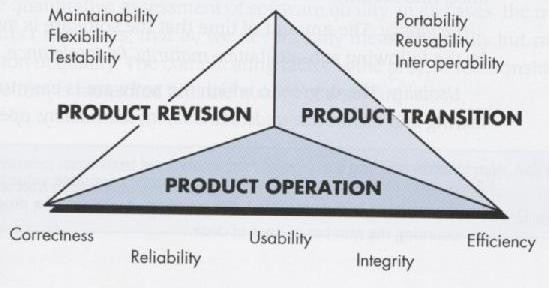 Maintainability
Flexibility
Testability
Portability
Reusability
Interoperability
PRODUCT REVISION
PRODUCT TRANSITION
PRODUCT OPERATION
Correctness
Reliability
Usability
Integrity
Efficiency